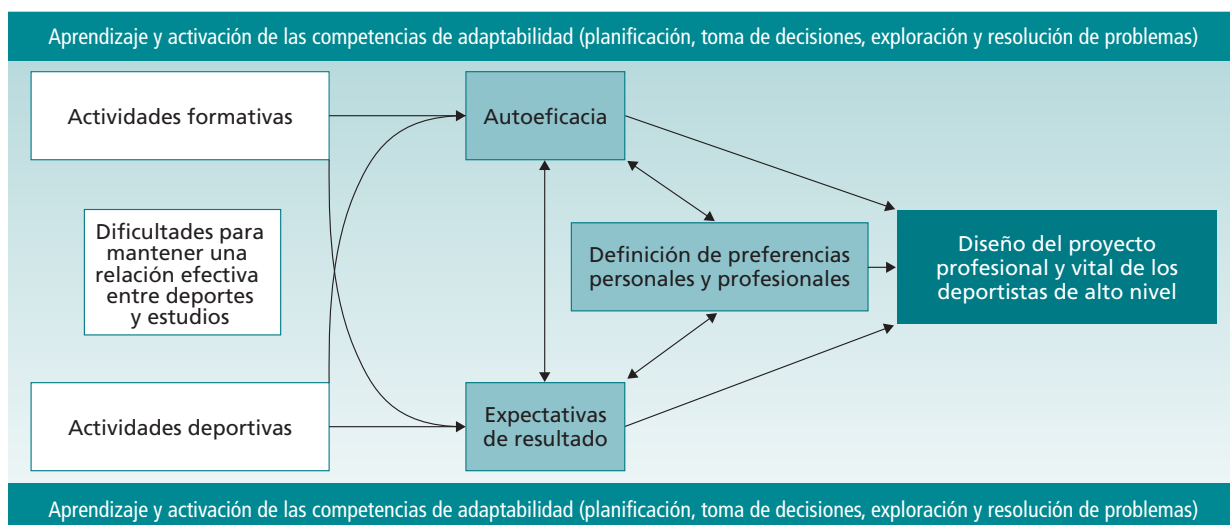 Aprendizaje y activación de las competencias de adaptabilidad (planificación, toma de decisiones, exploración y resolución de problemas)
Actividades formativas
Autoeficacia
Dificultades para
mantener una
relación efectiva
entre deportes
y estudios
Definición de preferencias
personales y profesionales
Diseño del proyecto
profesional y vital de los
deportistas de alto nivel
Actividades deportivas
Expectativas
de resultado
Aprendizaje y activación de las competencias de adaptabilidad (planificación, toma de decisiones, exploración y resolución de problemas)